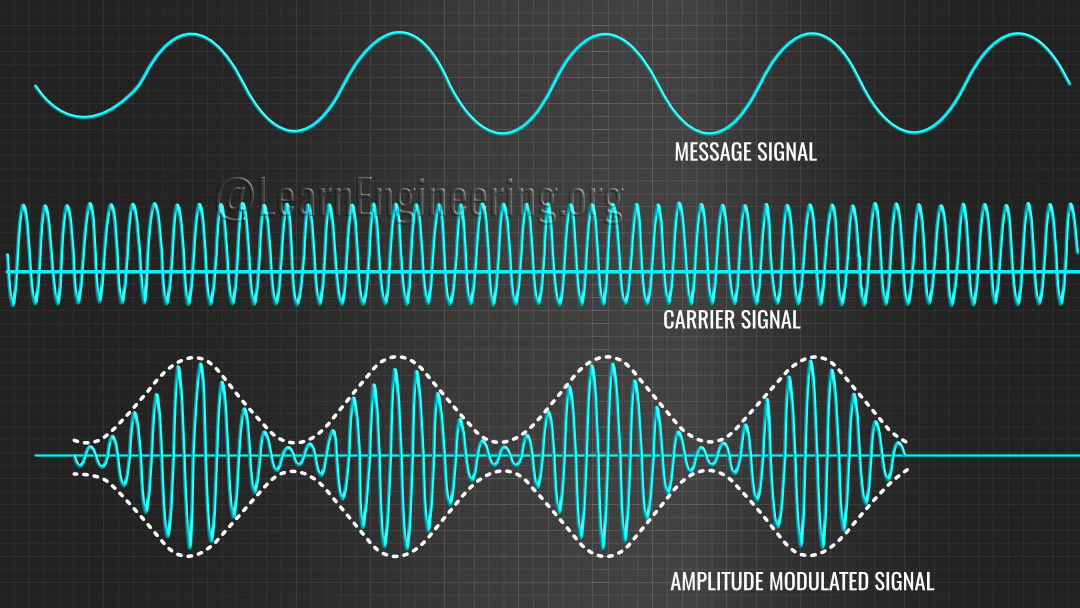 MESSAGE SIGNAL
@LearnEngineering.org
CARRIER SIGNAL
AMPLITUDE MODULATED SIGNAL